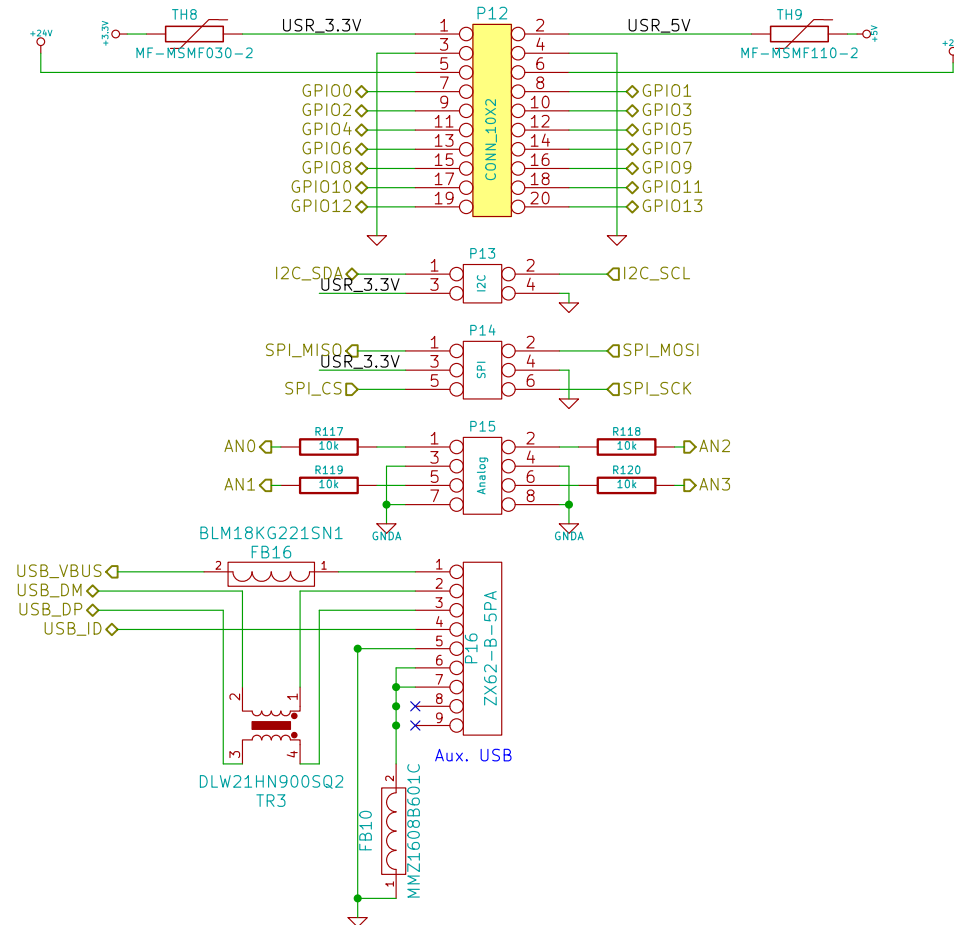 P12
TH8
USR_3.3V
USR_5V
TH9
+24V
+3.3V
+5V
+2
MF-MSMF030-2
MF-MSMF110-2
CONN_10X2
1
2
3
4
5
6
GPIO0
7
8
GPIO1
GPIO2
9
10
GPIO3
GPIO4
11
12
GPIO5
GPIO6
13
14
GPIO7
GPIO8
15
16
GPIO9
GPIO10
17
18
GPIO11
GPIO12
19
20
GPIO13
P13
I2C_SDA
1
2
I2C_SCL
USR_3.3V
3
4
I2C
P14
SPI_MISO
1
2
SPI_MOSI
USR_3.3V
3
4
SPI
SPI_CS
5
6
SPI_SCK
P15
AN0
R117
10k
1
2
R118
10k
AN2
3
4
Analog
AN1
R119
10k
5
6
R120
10k
AN3
7
8
GNDA
GNDA
BLM18KG221SN1
FB16
USB_VBUS
2
1
1
USB_DM
2
USB_DP
3
USB_ID
4
5
6
7
8
9
P16
ZX62-B-5PA
Aux. USB
2
1
3
4
DLW21HN900SQ2
TR3
2
FB10
MMZ1608B601C
1